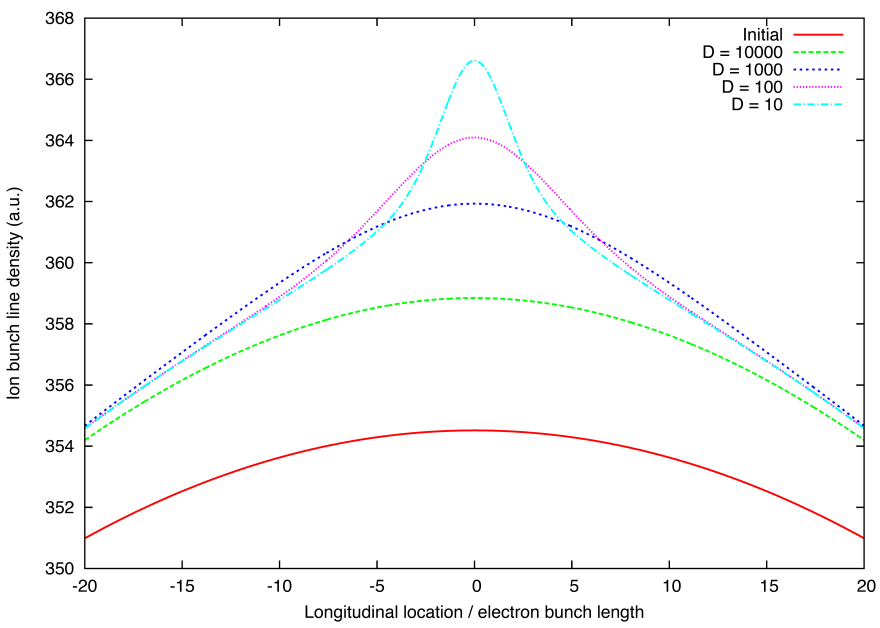 368
366
364
362
360
358
356
354
352
350
Ion bunch line density (a.u.)
Initial
D = 10000
D = 1000
D = 100
D = 10
-20 -15 -10 -5 0 5 10 15 20
Longitudinal location / electron bunch length